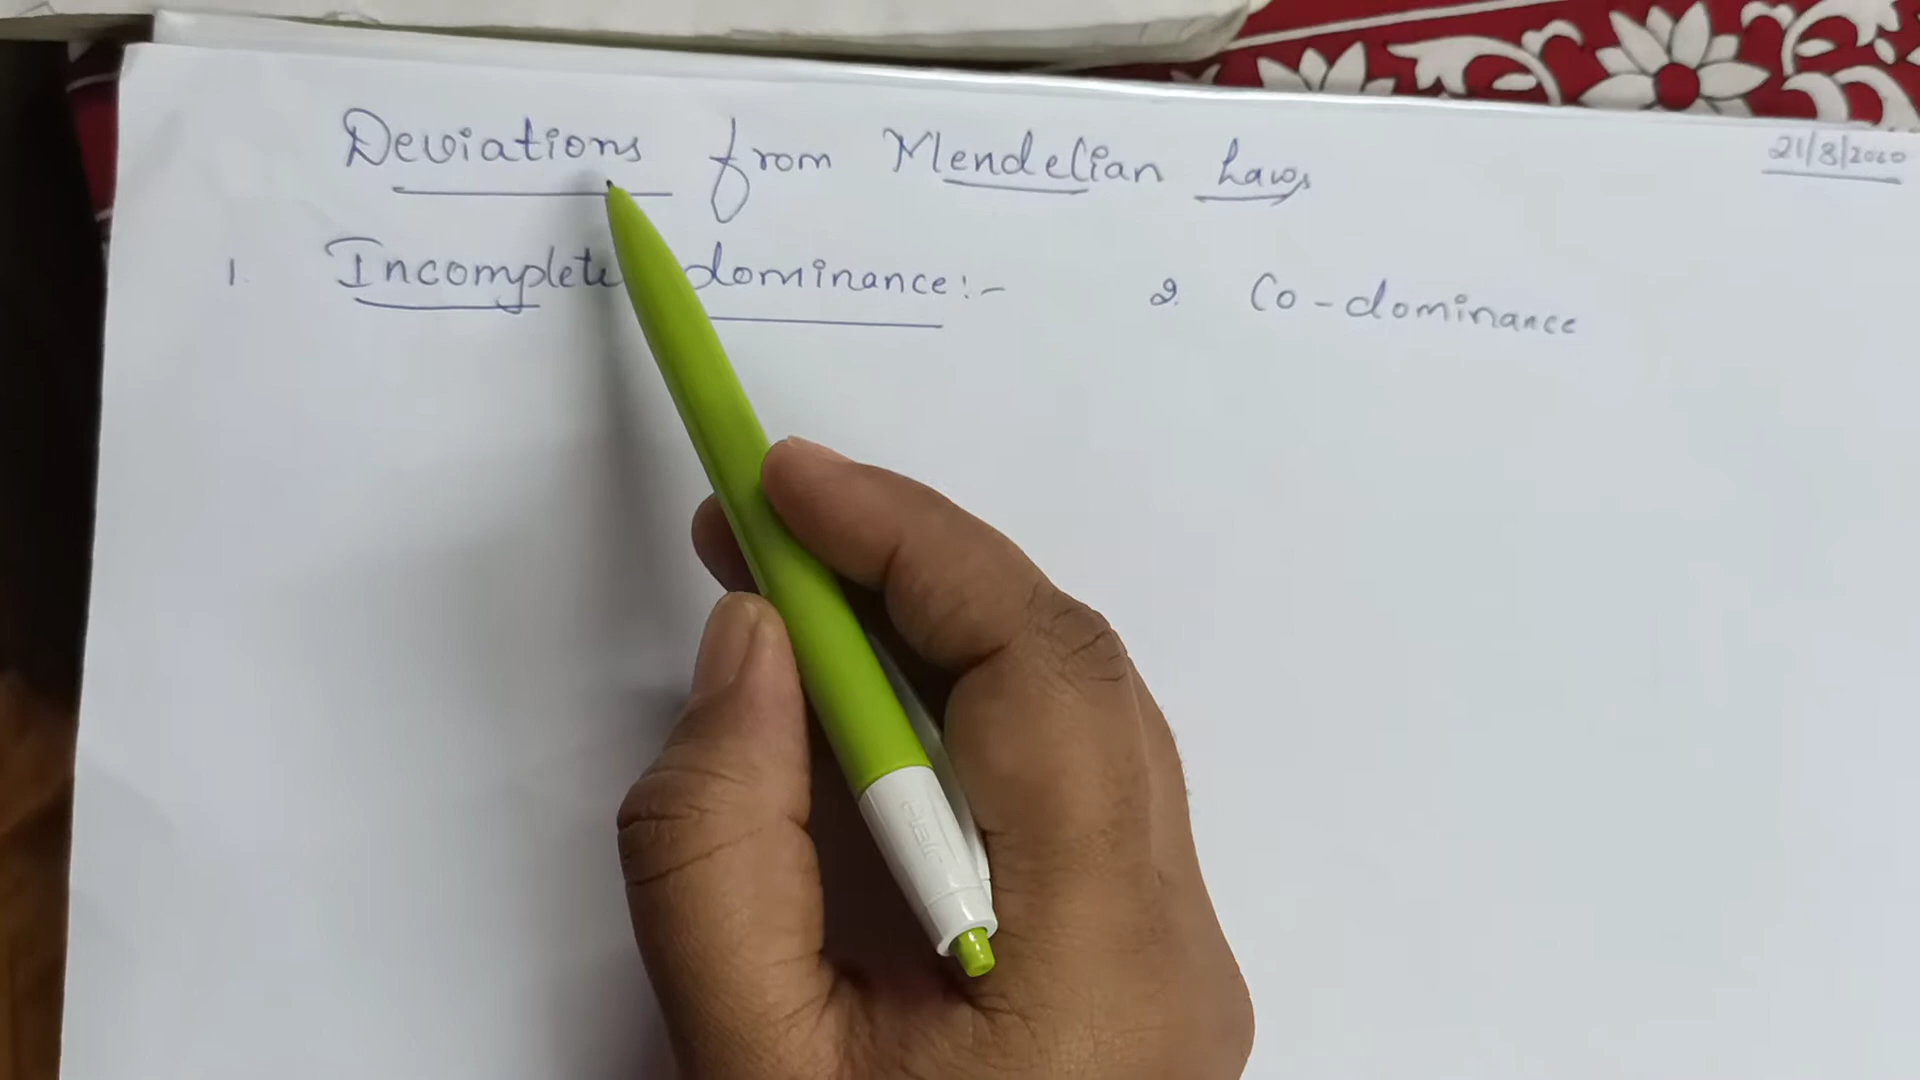 21/8/2020
Deviations from Mendelian Laws
1. Incomplete dominance:- 2. Co-dominance